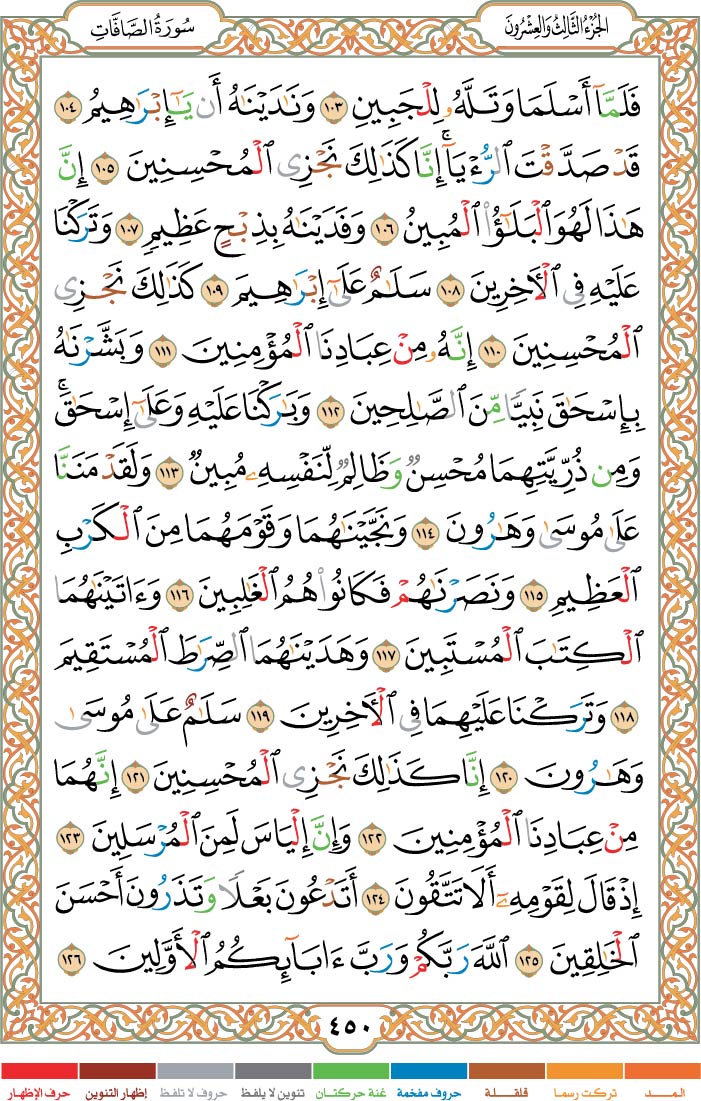 سُورَةُ الصَّافَّاتِ
الجُزْءُ الثَّالِثُ وَالعِشْرُونَ
فَلَمَّآ أَسْلَمَا وَتَلَّهُۥ لِلْجَبِينِ ١٠٣ وَنَٰدَيْنَٰهُ أَن يَٰٓإِبْرَٰهِيمُ ١٠٤
قَدْ صَدَّقْتَ ٱلرُّءْيَآ ۚ إِنَّا كَذَٰلِكَ نَجْزِى ٱلْمُحْسِنِينَ ١٠٥ إِنَّ
هَٰذَا لَهُوَ ٱلْبَلَٰٓؤُا۟ ٱلْمُبِينُ ١٠٦ وَفَدَيْنَٰهُ بِذِبْحٍ عَظِيمٍ ١٠٧ وَتَرَكْنَا
عَلَيْهِ فِى ٱلْءَاخِرِينَ ١٠٨ سَلَٰمٌ عَلَىٰٓ إِبْرَٰهِيمَ ١٠٩ كَذَٰلِكَ نَجْزِى
ٱلْمُحْسِنِينَ ١١٠ إِنَّهُۥ مِنْ عِبَادِنَا ٱلْمُؤْمِنِينَ ١١١ وَبَشَّرْنَٰهُ
بِإِسْحَٰقَ نَبِيًّا مِّنَ ٱلصَّٰلِحِينَ ١١٢ وَبَٰرَكْنَا عَلَيْهِ وَعَلَىٰٓ إِسْحَٰقَ ۚ
وَمِن ذُرِّيَّتِهِمَا مُحْسِنٌ وَظَالِمٌ لِّنَفْسِهِۦ مُبِينٌ ١١٣ وَلَقَدْ مَنَنَّا
عَلَىٰ مُوسَىٰ وَهَٰرُونَ ١١٤ وَنَجَّيْنَٰهُمَا وَقَوْمَهُمَا مِنَ ٱلْكَرْبِ
ٱلْعَظِيمِ ١١٥ وَنَصَرْنَٰهُمْ فَكَانُوا۟ هُمُ ٱلْغَٰلِبِينَ ١١٦ وَءَاتَيْنَٰهُمَا
ٱلْكِتَٰبَ ٱلْمُسْتَبِينَ ١١٧ وَهَدَيْنَٰهُمَا ٱلصِّرَٰطَ ٱلْمُسْتَقِيمَ
١١٨ وَتَرَكْنَا عَلَيْهِمَا فِى ٱلْءَاخِرِينَ ١١٩ سَلَٰمٌ عَلَىٰ مُوسَىٰ
وَهَٰرُونَ ١٢٠ إِنَّا كَذَٰلِكَ نَجْزِى ٱلْمُحْسِنِينَ ١٢١ إِنَّهُمَا
مِنْ عِبَادِنَا ٱلْمُؤْمِنِينَ ١٢٢ وَإِنَّ إِلْيَاسَ لَمِنَ ٱلْمُرْسَلِينَ ١٢٣
إِذْ قَالَ لِقَوْمِهِۦٓ أَلَا تَتَّقُونَ ١٢٤ أَتَدْعُونَ بَعْلًا وَتَذَرُونَ أَحْسَنَ
ٱلْخَٰلِقِينَ ١٢٥ ٱللَّهَ رَبَّكُمْ وَرَبَّ ءَابَآئِكُمُ ٱلْأَوَّلِينَ ١٢٦
٤٥٠
المــد تركت رسما قلقـلة حروف مفخمة غنة حركتان تنوين لا يلفظ حروف لا تلفظ إظهار التنوين حرف الإظهار